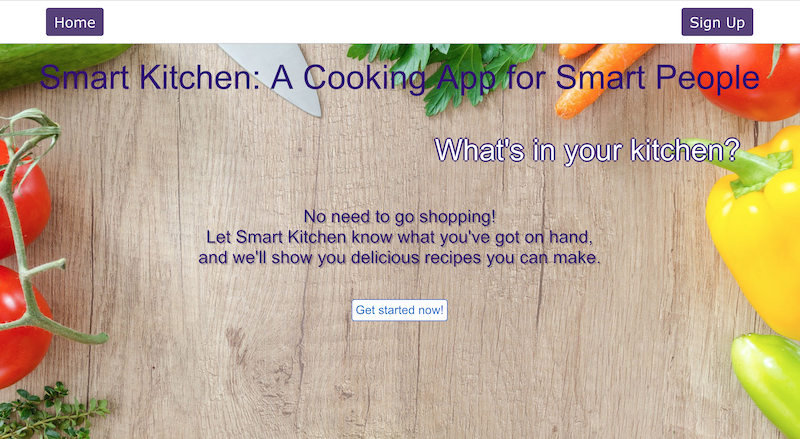 Home
Sign Up
Smart Kitchen: A Cooking App for Smart People
What's in your kitchen?
No need to go shopping!
Let Smart Kitchen know what you've got on hand,
and we'll show you delicious recipes you can make.
Get started now!